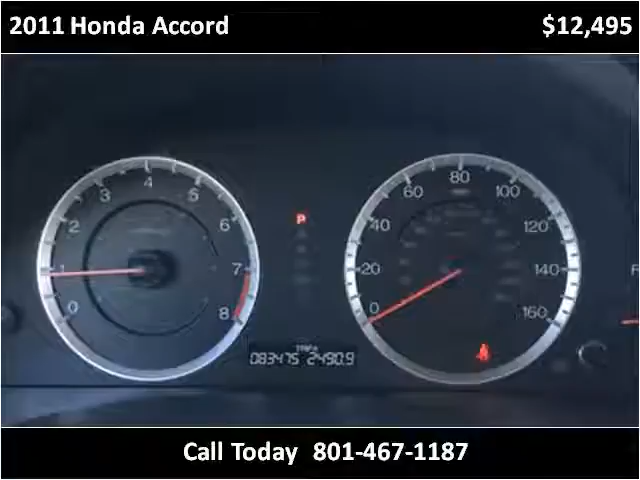 2011 Honda Accord $12,495
0 1 2 3 4 5 6 7 8
P
0 20 40 60 80 100 120 140 160
TRIP A
083475 2490.9
Call Today 801-467-1187